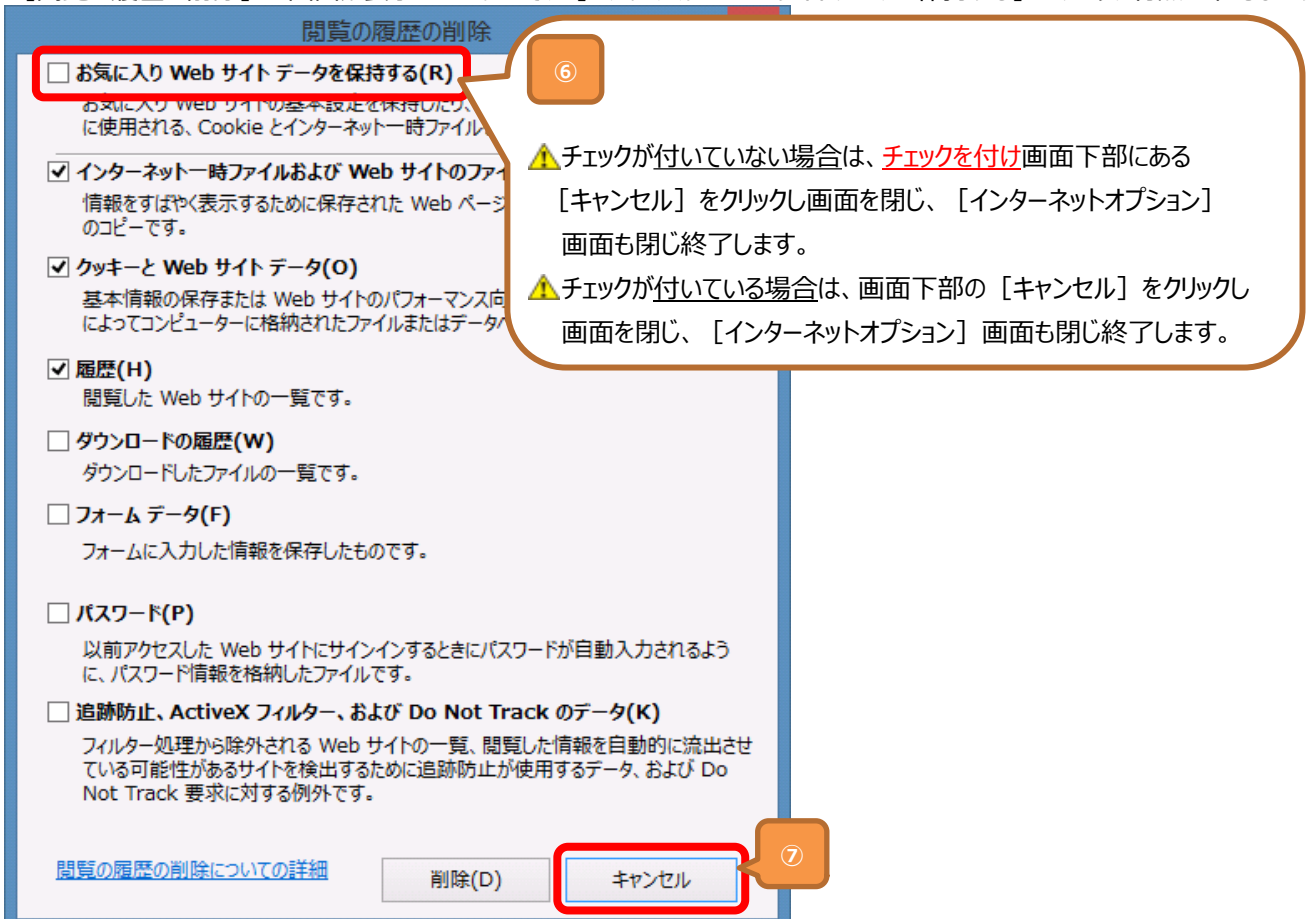 閲覧の履歴の削除
お気に入り Web サイト データを保持する(R)
お気に入り Web サイトの基本設定を保持したり、
に使用される、Cookie とインターネット一時ファイル
インターネット一時ファイルおよび Web サイトのファイ
情報をすばやく表示するために保存された Web ページ
のコピーです。
クッキーと Web サイト データ(O)
基本情報の保存または Web サイトのパフォーマンス向
によってコンピューターに格納されたファイルまたはデータベ
履歴(H)
閲覧した Web サイトの一覧です。
ダウンロードの履歴(W)
ダウンロードしたファイルの一覧です。
フォーム データ(F)
フォームに入力した情報を保存したものです。
パスワード(P)
以前アクセスした Web サイトにサインインするときにパスワードが自動入力されるよう
に、パスワード情報を格納したファイルです。
追跡防止、ActiveX フィルター、および Do Not Track のデータ(K)
フィルター処理から除外される Web サイトの一覧、閲覧した情報を自動的に流出させ
ている可能性があるサイトを検出するために追跡防止が使用するデータ、および Do
Not Track 要求に対する例外です。
閲覧の履歴の削除についての詳細
削除(D)
キャンセル
⑥
チェックが付いていない場合は、チェックを付け画面下部にある
［キャンセル］をクリックし画面を閉じ、［インターネットオプション］
画面も閉じ終了します。
チェックが付いている場合は、画面下部の［キャンセル］をクリックし
画面を閉じ、［インターネットオプション］画面も閉じ終了します。
⑦